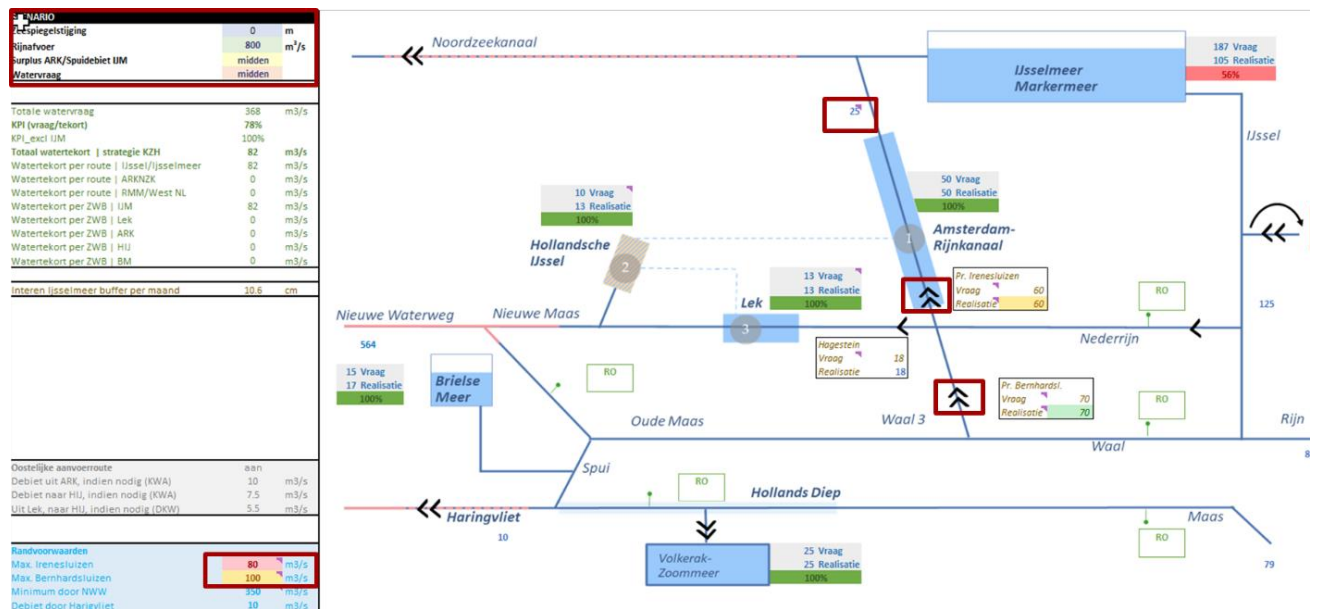 Zeespiegelstijging 0 m
Rijnafvoer 800 m³/s
Surplus ARK/Spuidebiet IJM midden
Watervraag midden
Totale watervraag 368 m3/s
KPI (vraag/tekort) 78%
KPI_excl IJM 100%
Totaal watertekort | strategie KZH 82 m3/s
Watertekort per route | IJssel/Ijsselmeer 82 m3/s
Watertekort per route | ARKNZK 0 m3/s
Watertekort per route | RMM/West NL 0 m3/s
Watertekort per ZWB | IJM 82 m3/s
Watertekort per ZWB | Lek 0 m3/s
Watertekort per ZWB | ARK 0 m3/s
Watertekort per ZWB | HIJ 0 m3/s
Watertekort per ZWB | BM 0 m3/s
Interen Ijsselmeer buffer per maand 10.6 cm
Oostelijke aanvoerroute aan
Debiet uit ARK, indien nodig (KWA) 10 m3/s
Debiet naar HIJ, indien nodig (KWA) 7.5 m3/s
Uit Lek, naar HIJ, indien nodig (DKW) 5.5 m3/s
Randvoorwaarden
Max. Irenesluizen 80 m3/s
Max. Bernhardsluizen 100 m3/s
Minimum door NWW 350 m3/s
Debiet door Harigvliet 10 m3/s
Noordzeekanaal
IJsselmeer
Markermeer
187 Vraag
105 Realisatie
56%
25
IJssel
50 Vraag
50 Realisatie
100%
10 Vraag
13 Realisatie
100%
1
Amsterdam-
Rijnkanaal
Hollandsche
IJssel
2
13 Vraag
13 Realisatie
100%
Pr. Irenesluizen
Vraag 60
Realisatie 60
RO
125
Lek
3
Nieuwe Waterweg
Nieuwe Maas
Nederrijn
564
Hagestein
Vraag 18
Realisatie 18
15 Vraag
17 Realisatie
100%
Brielse
Meer
RO
Pr. Bernhardsl.
Vraag 70
Realisatie 70
RO
Oude Maas
Waal 3
Rijn
Waal
8
Spui
RO
Hollands Diep
Haringvliet
10
Maas
RO
79
Volkerak-
Zoommeer
25 Vraag
25 Realisatie
100%